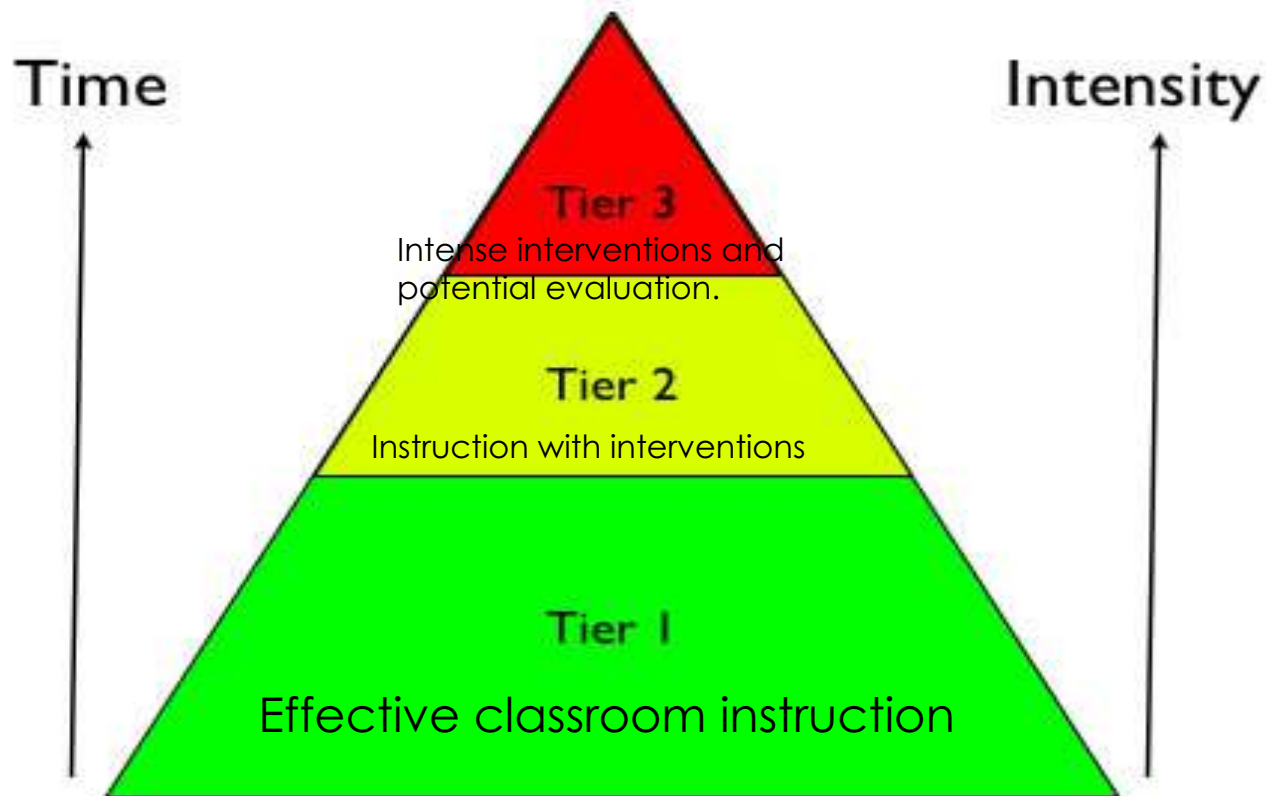 Time
Intensity
Tier 3
Intense interventions and
potential evaluation.
Tier 2
Instruction with interventions
Tier 1
Effective classroom instruction